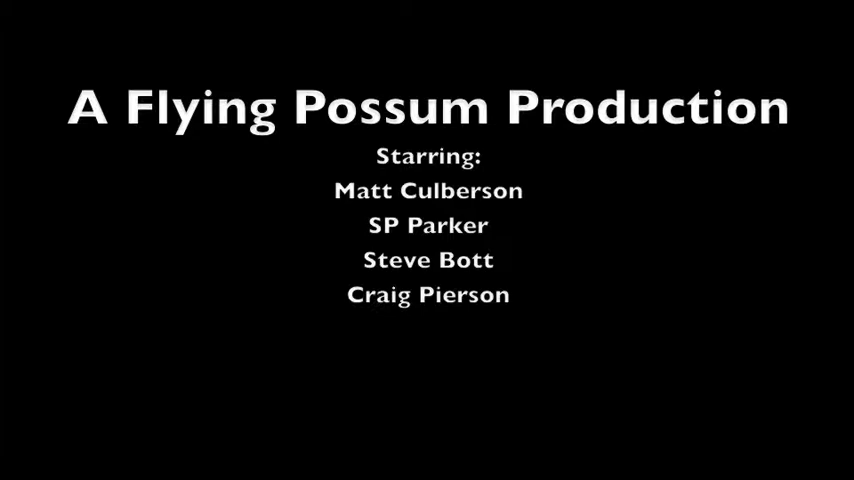 A Flying Possum Production
Starring:
Matt Culberson
SP Parker
Steve Bott
Craig Pierson